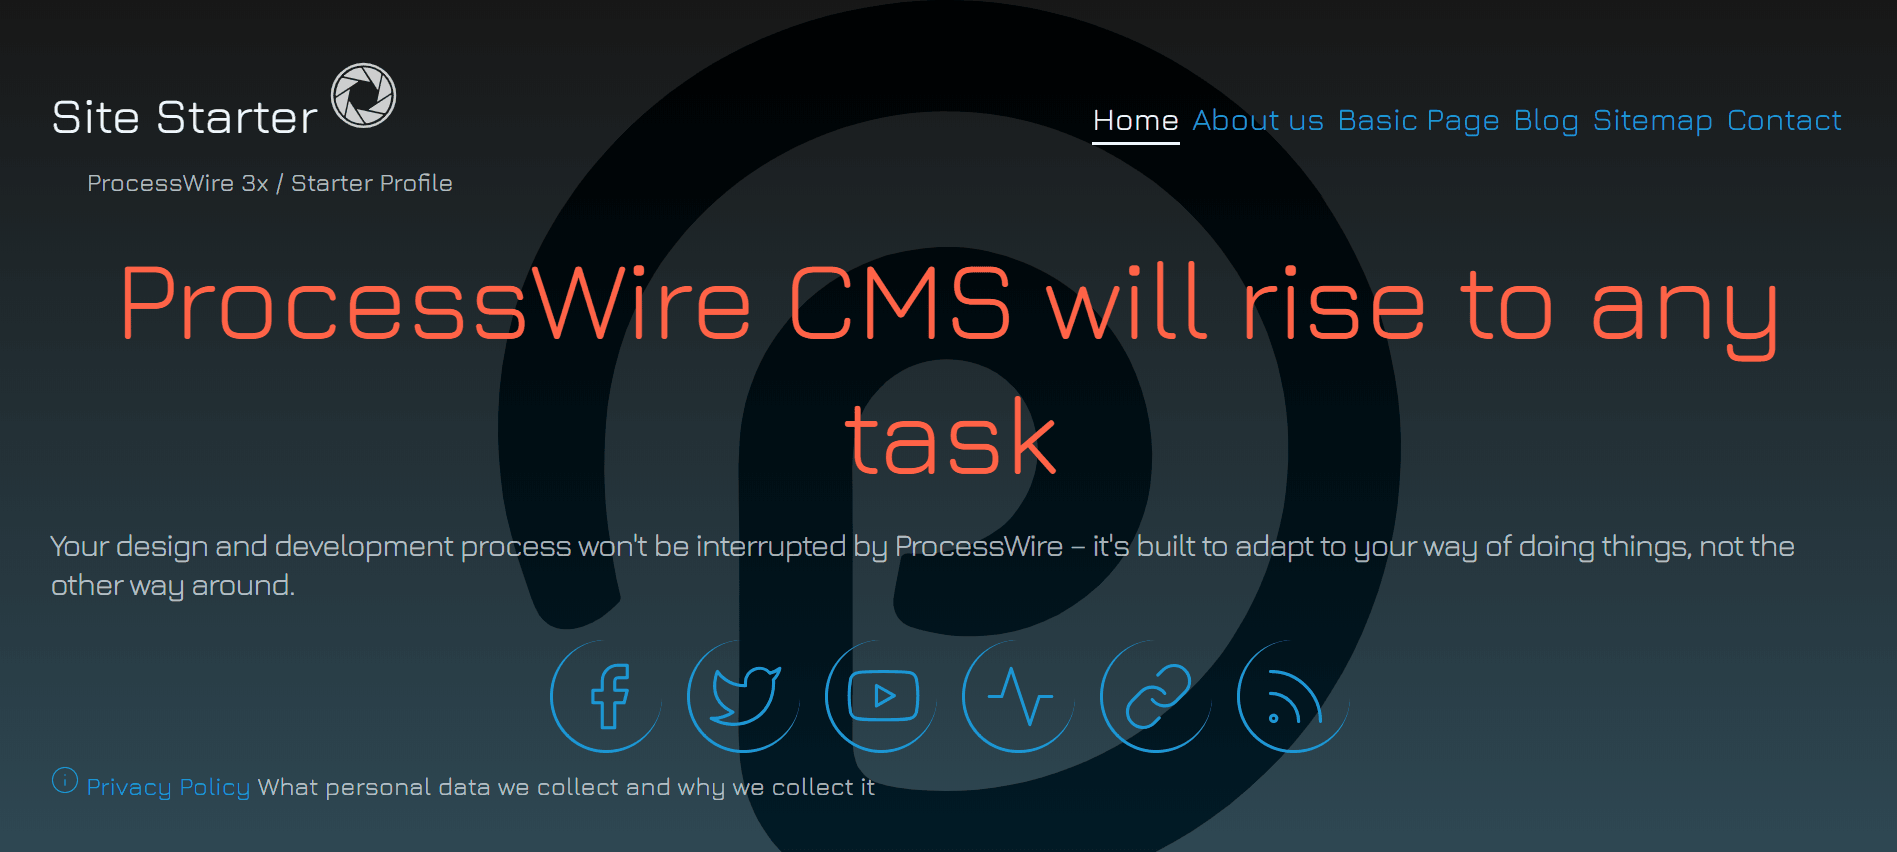 Site Starter
Home About us Basic Page Blog Sitemap Contact
ProcessWire 3x / Starter Profile
ProcessWire CMS will rise to any
task
Your design and development process won't be interrupted by ProcessWire – it's built to adapt to your way of doing things, not the
other way around.
Privacy Policy What personal data we collect and why we collect it